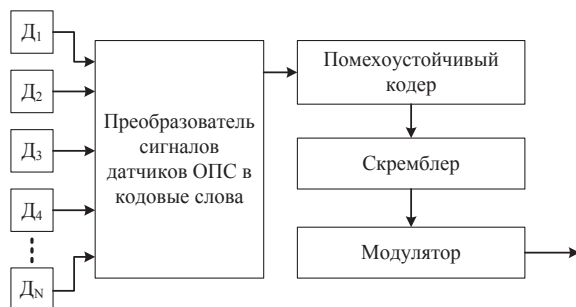 Д1
Д2
Д3
Д4
ДN
Преобразователь
сигналов
датчиков ОПС в
кодовые слова
Помехоустойчивый
кодер
Скремблер
Модулятор